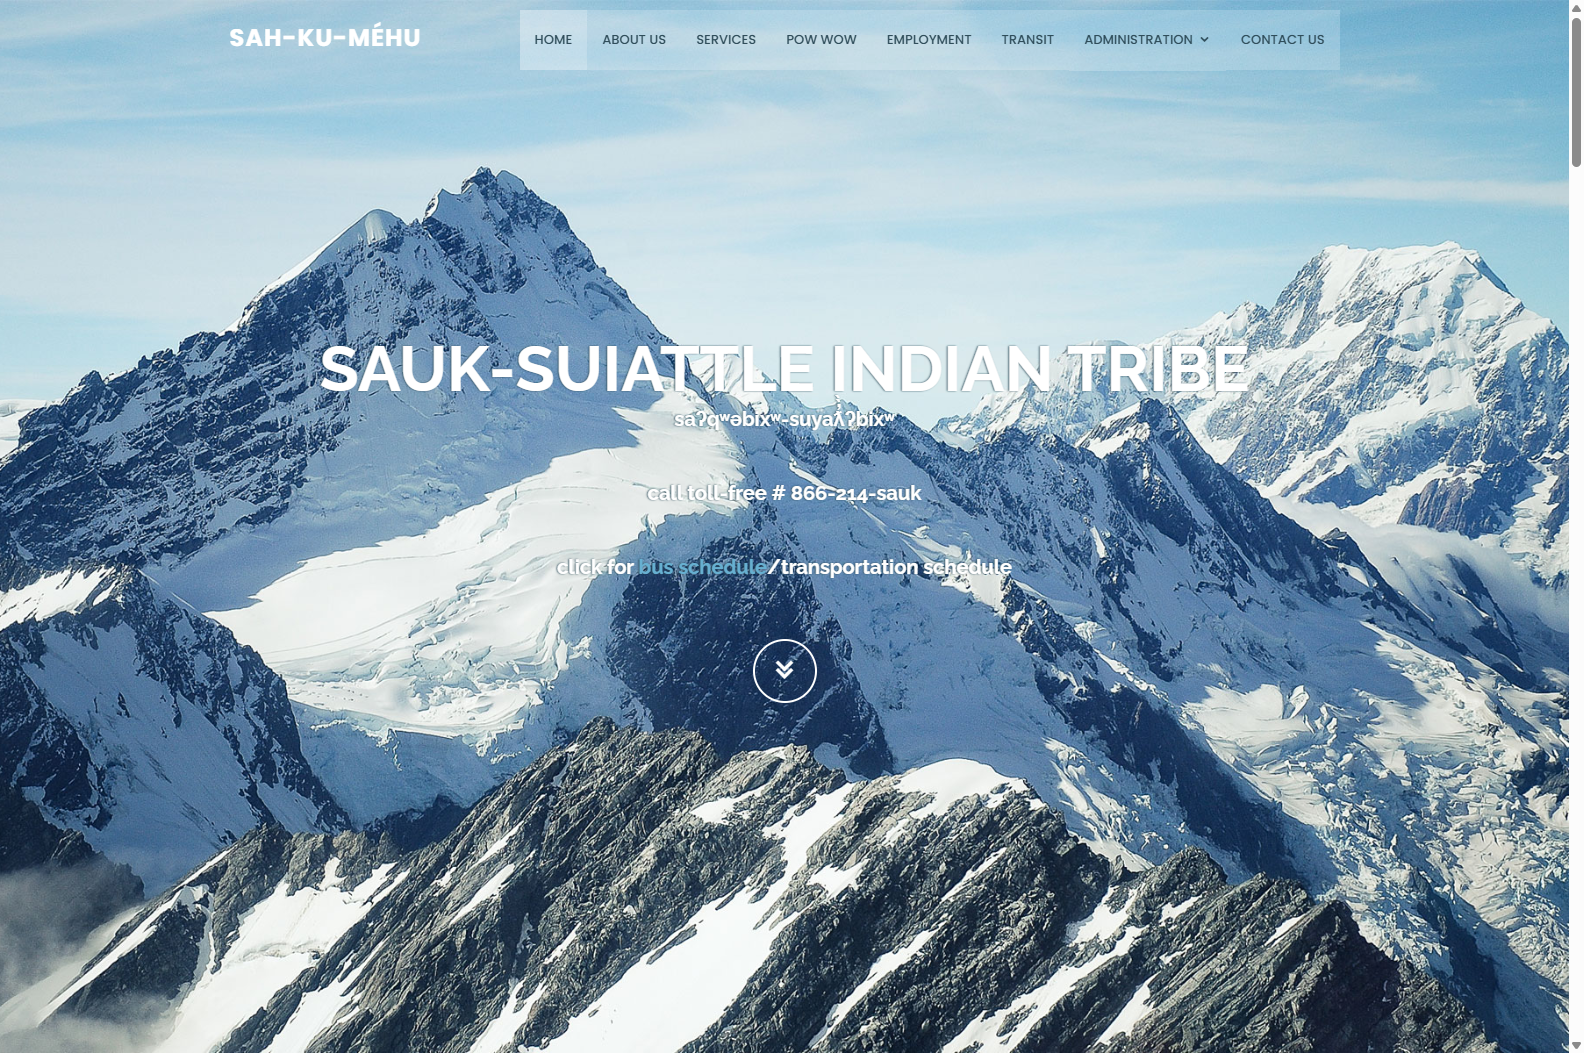 SAH-KU-MÉHU
HOME ABOUT US SERVICES POW WOW EMPLOYMENT TRANSIT ADMINISTRATION CONTACT US
SAUK-SUIATTLE INDIAN TRIBE
saʔqʷəbixʷ-suyaƛ̕ʔbixʷ
call toll-free # 866-214-sauk
click for bus schedule/transportation schedule